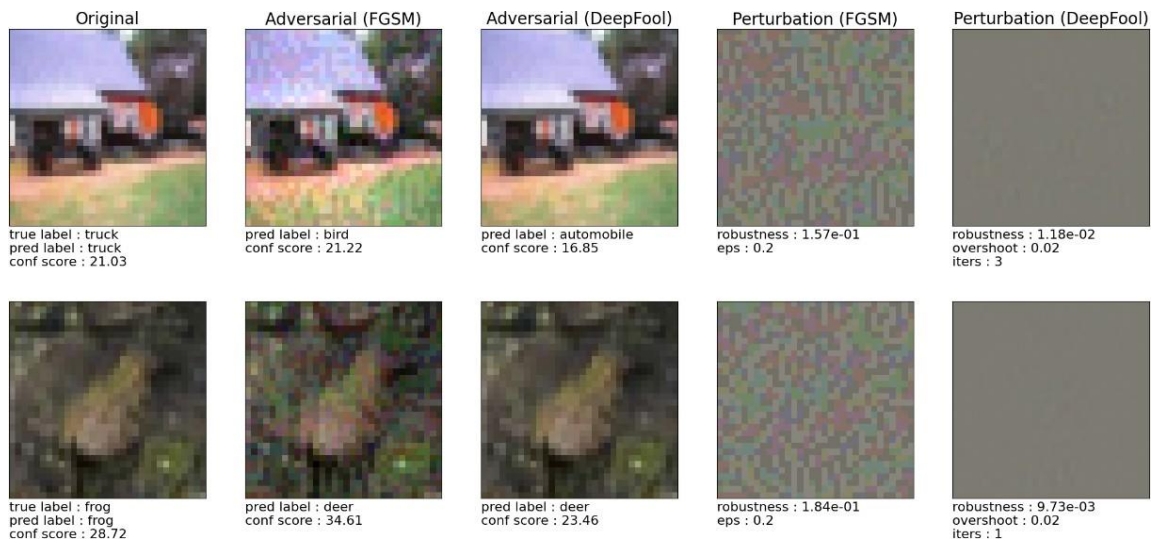 Original
Adversarial (FGSM)
Adversarial (DeepFool)
Perturbation (FGSM)
Perturbation (DeepFool)
true label : truck
pred label : truck
conf score : 21.03
pred label : bird
conf score : 21.22
pred label : automobile
conf score : 16.85
robustness : 1.57e-01
eps : 0.2
robustness : 1.18e-02
overshoot : 0.02
iters : 3
true label : frog
pred label : frog
conf score : 28.72
pred label : deer
conf score : 34.61
pred label : deer
conf score : 23.46
robustness : 1.84e-01
eps : 0.2
robustness : 9.73e-03
overshoot : 0.02
iters : 1